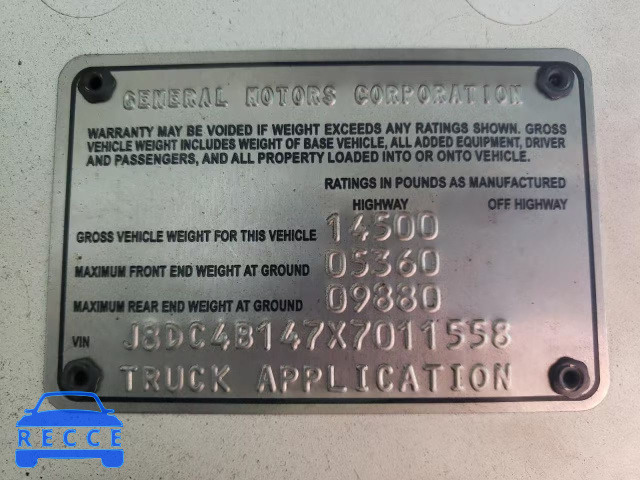 GENERAL MOTORS CORPORATION
WARRANTY MAY BE VOIDED IF WEIGHT EXCEEDS ANY RATINGS SHOWN. GROSS
VEHICLE WEIGHT INCLUDES WEIGHT OF BASE VEHICLE, ALL ADDED EQUIPMENT, DRIVER
AND PASSENGERS, AND ALL PROPERTY LOADED INTO OR ONTO VEHICLE.
RATINGS IN POUNDS AS MANUFACTURED
HIGHWAY OFF HIGHWAY
GROSS VEHICLE WEIGHT FOR THIS VEHICLE 14500
MAXIMUM FRONT END WEIGHT AT GROUND 05360
MAXIMUM REAR END WEIGHT AT GROUND 09880
VIN J8DC4B147X7011558
TRUCK APPLICATION
RECCE